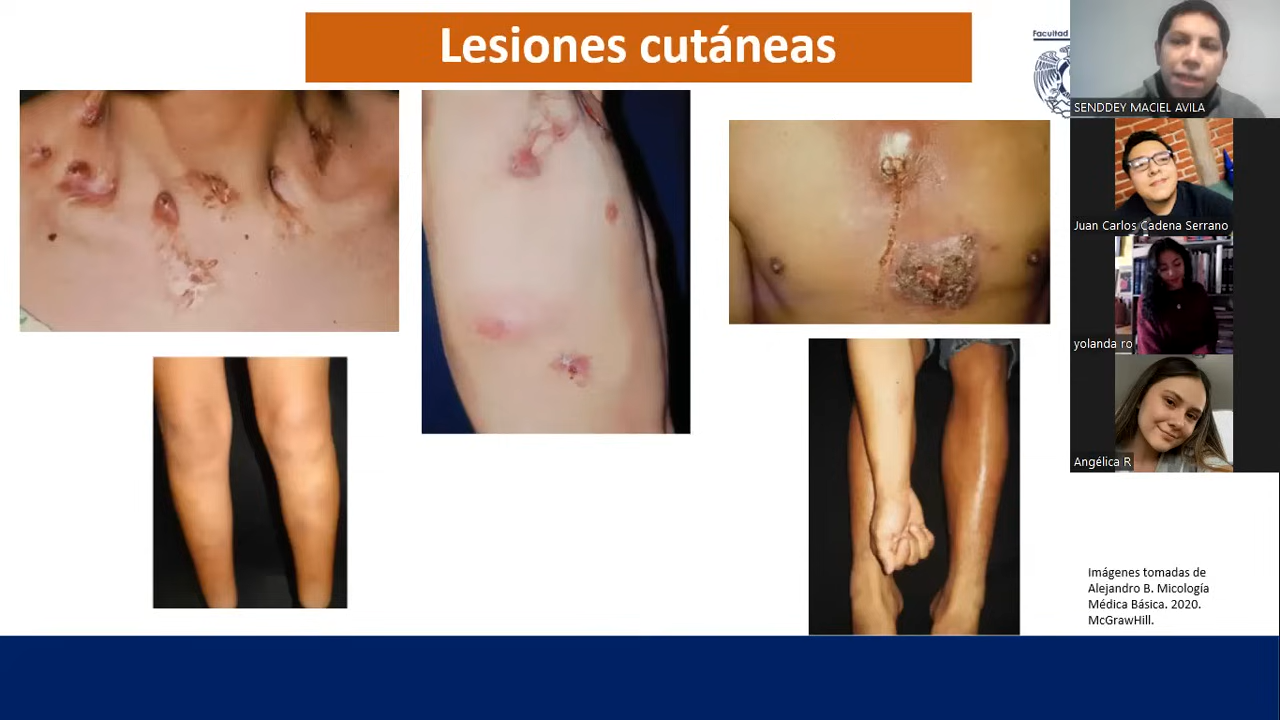 Lesiones cutáneas
Facultad
SENDDEY MACIEL AVILA
Juan Carlos Cadena Serrano
yolanda ro
Angélica R
Imágenes tomadas de
Alejandro B. Micología
Médica Básica. 2020.
McGrawHill.